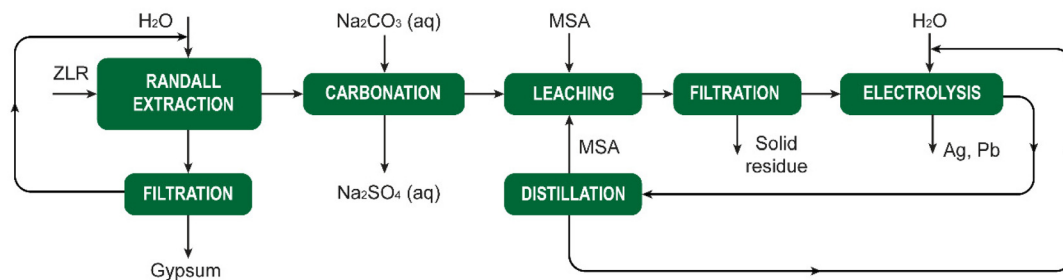 H₂O
Na₂CO₃ (aq)
MSA
H₂O
ZLR
RANDALL
EXTRACTION
CARBONATION
LEACHING
FILTRATION
ELECTROLYSIS
MSA
Solid
residue
Ag, Pb
FILTRATION
Na₂SO₄ (aq)
DISTILLATION
Gypsum